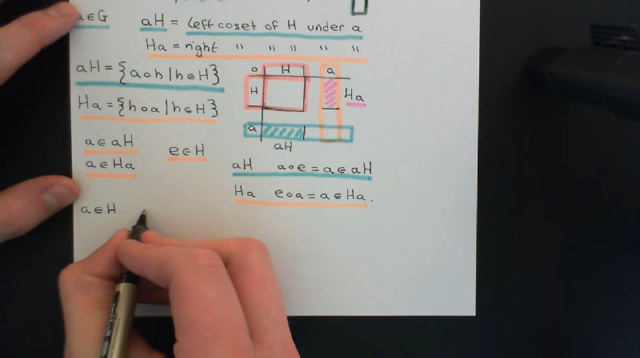 a∈G aH = left coset of H under a
Ha = right " " " " "
aH = {a∘h | h∈H}
Ha = {h∘a | h∈H}
∘ H a
H Ha
a
aH
a∈aH
a∈Ha
e∈H
aH a∘e = a∈aH
Ha e∘a = a∈Ha.
a∈H